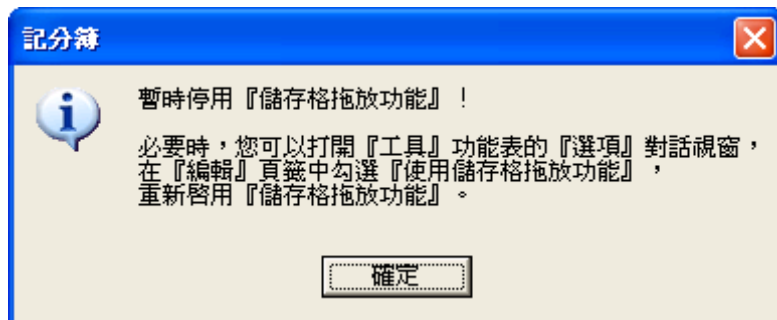 記分簿
暫時停用『儲存格拖放功能』！
必要時，您可以打開『工具』功能表的『選項』對話視窗，
在『編輯』頁籤中勾選『使用儲存格拖放功能』，
重新啟用『儲存格拖放功能』。
確定